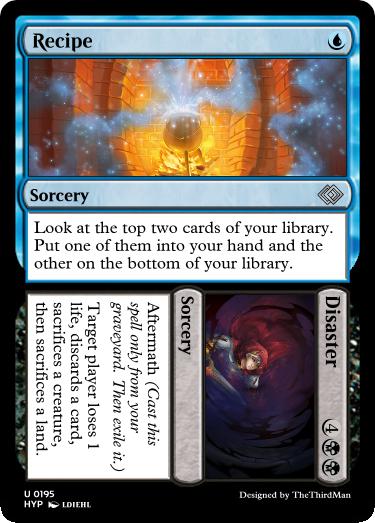 Recipe
Sorcery
Look at the top two cards of your library.
Put one of them into your hand and the
other on the bottom of your library.
Disaster 4
Sorcery
Aftermath (Cast this
spell only from your
graveyard. Then exile it.)
Target player loses 1
life, discards a card,
sacrifices a creature,
then sacrifices a land.
U 0195
HYP LDIEHL
Designed by TheThirdMan